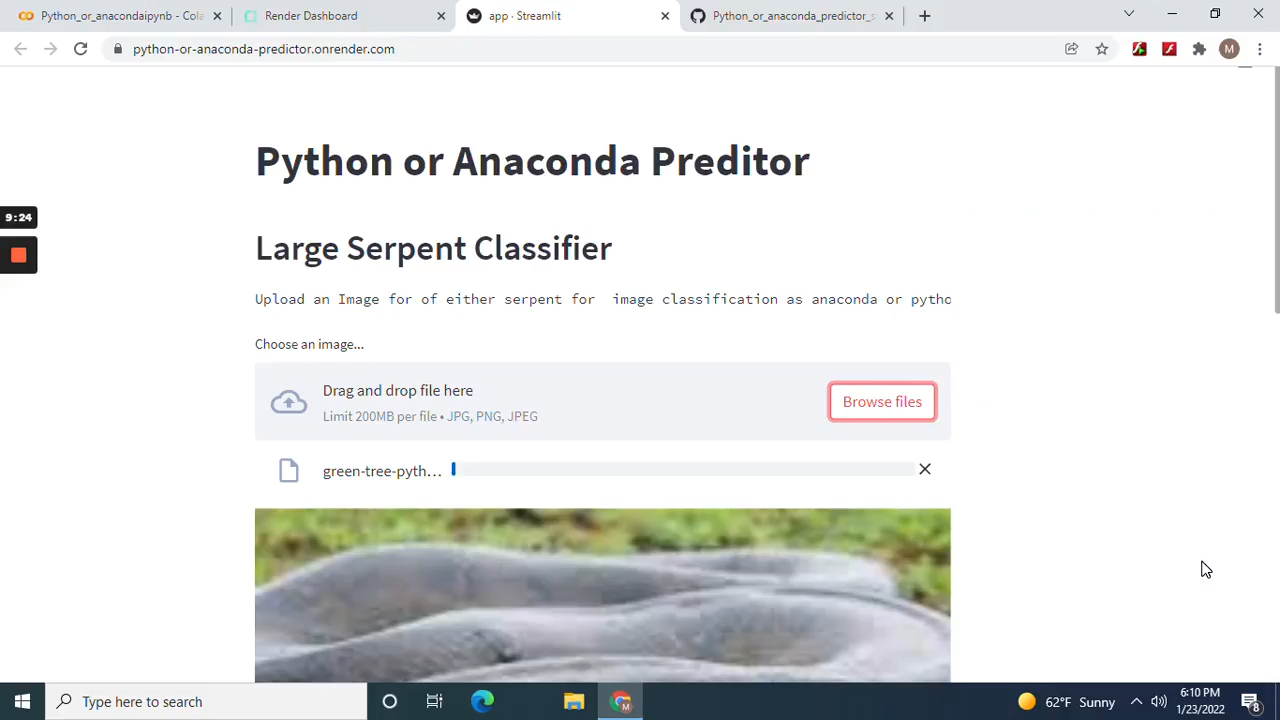 Python_or_anacondaipynb - Cola
Render Dashboard
app · Streamlit
Python_or_anaconda_predictor_s
python-or-anaconda-predictor.onrender.com
M
Python or Anaconda Preditor
9:24
Large Serpent Classifier
Upload an Image for of either serpent for  image classification as anaconda or pytho
Choose an image...
Drag and drop file here
Limit 200MB per file • JPG, PNG, JPEG
Browse files
green-tree-pyth...
Type here to search
M
62°F Sunny
6:10 PM
1/23/2022
8